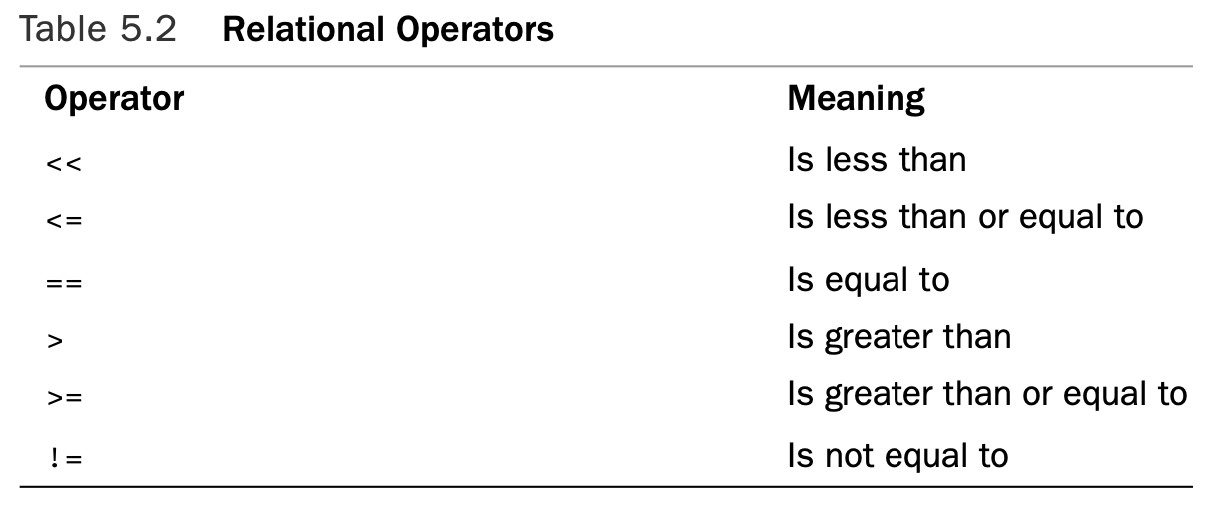 Table 5.2 Relational Operators
Operator Meaning
<< Is less than
<= Is less than or equal to
== Is equal to
> Is greater than
>= Is greater than or equal to
!= Is not equal to